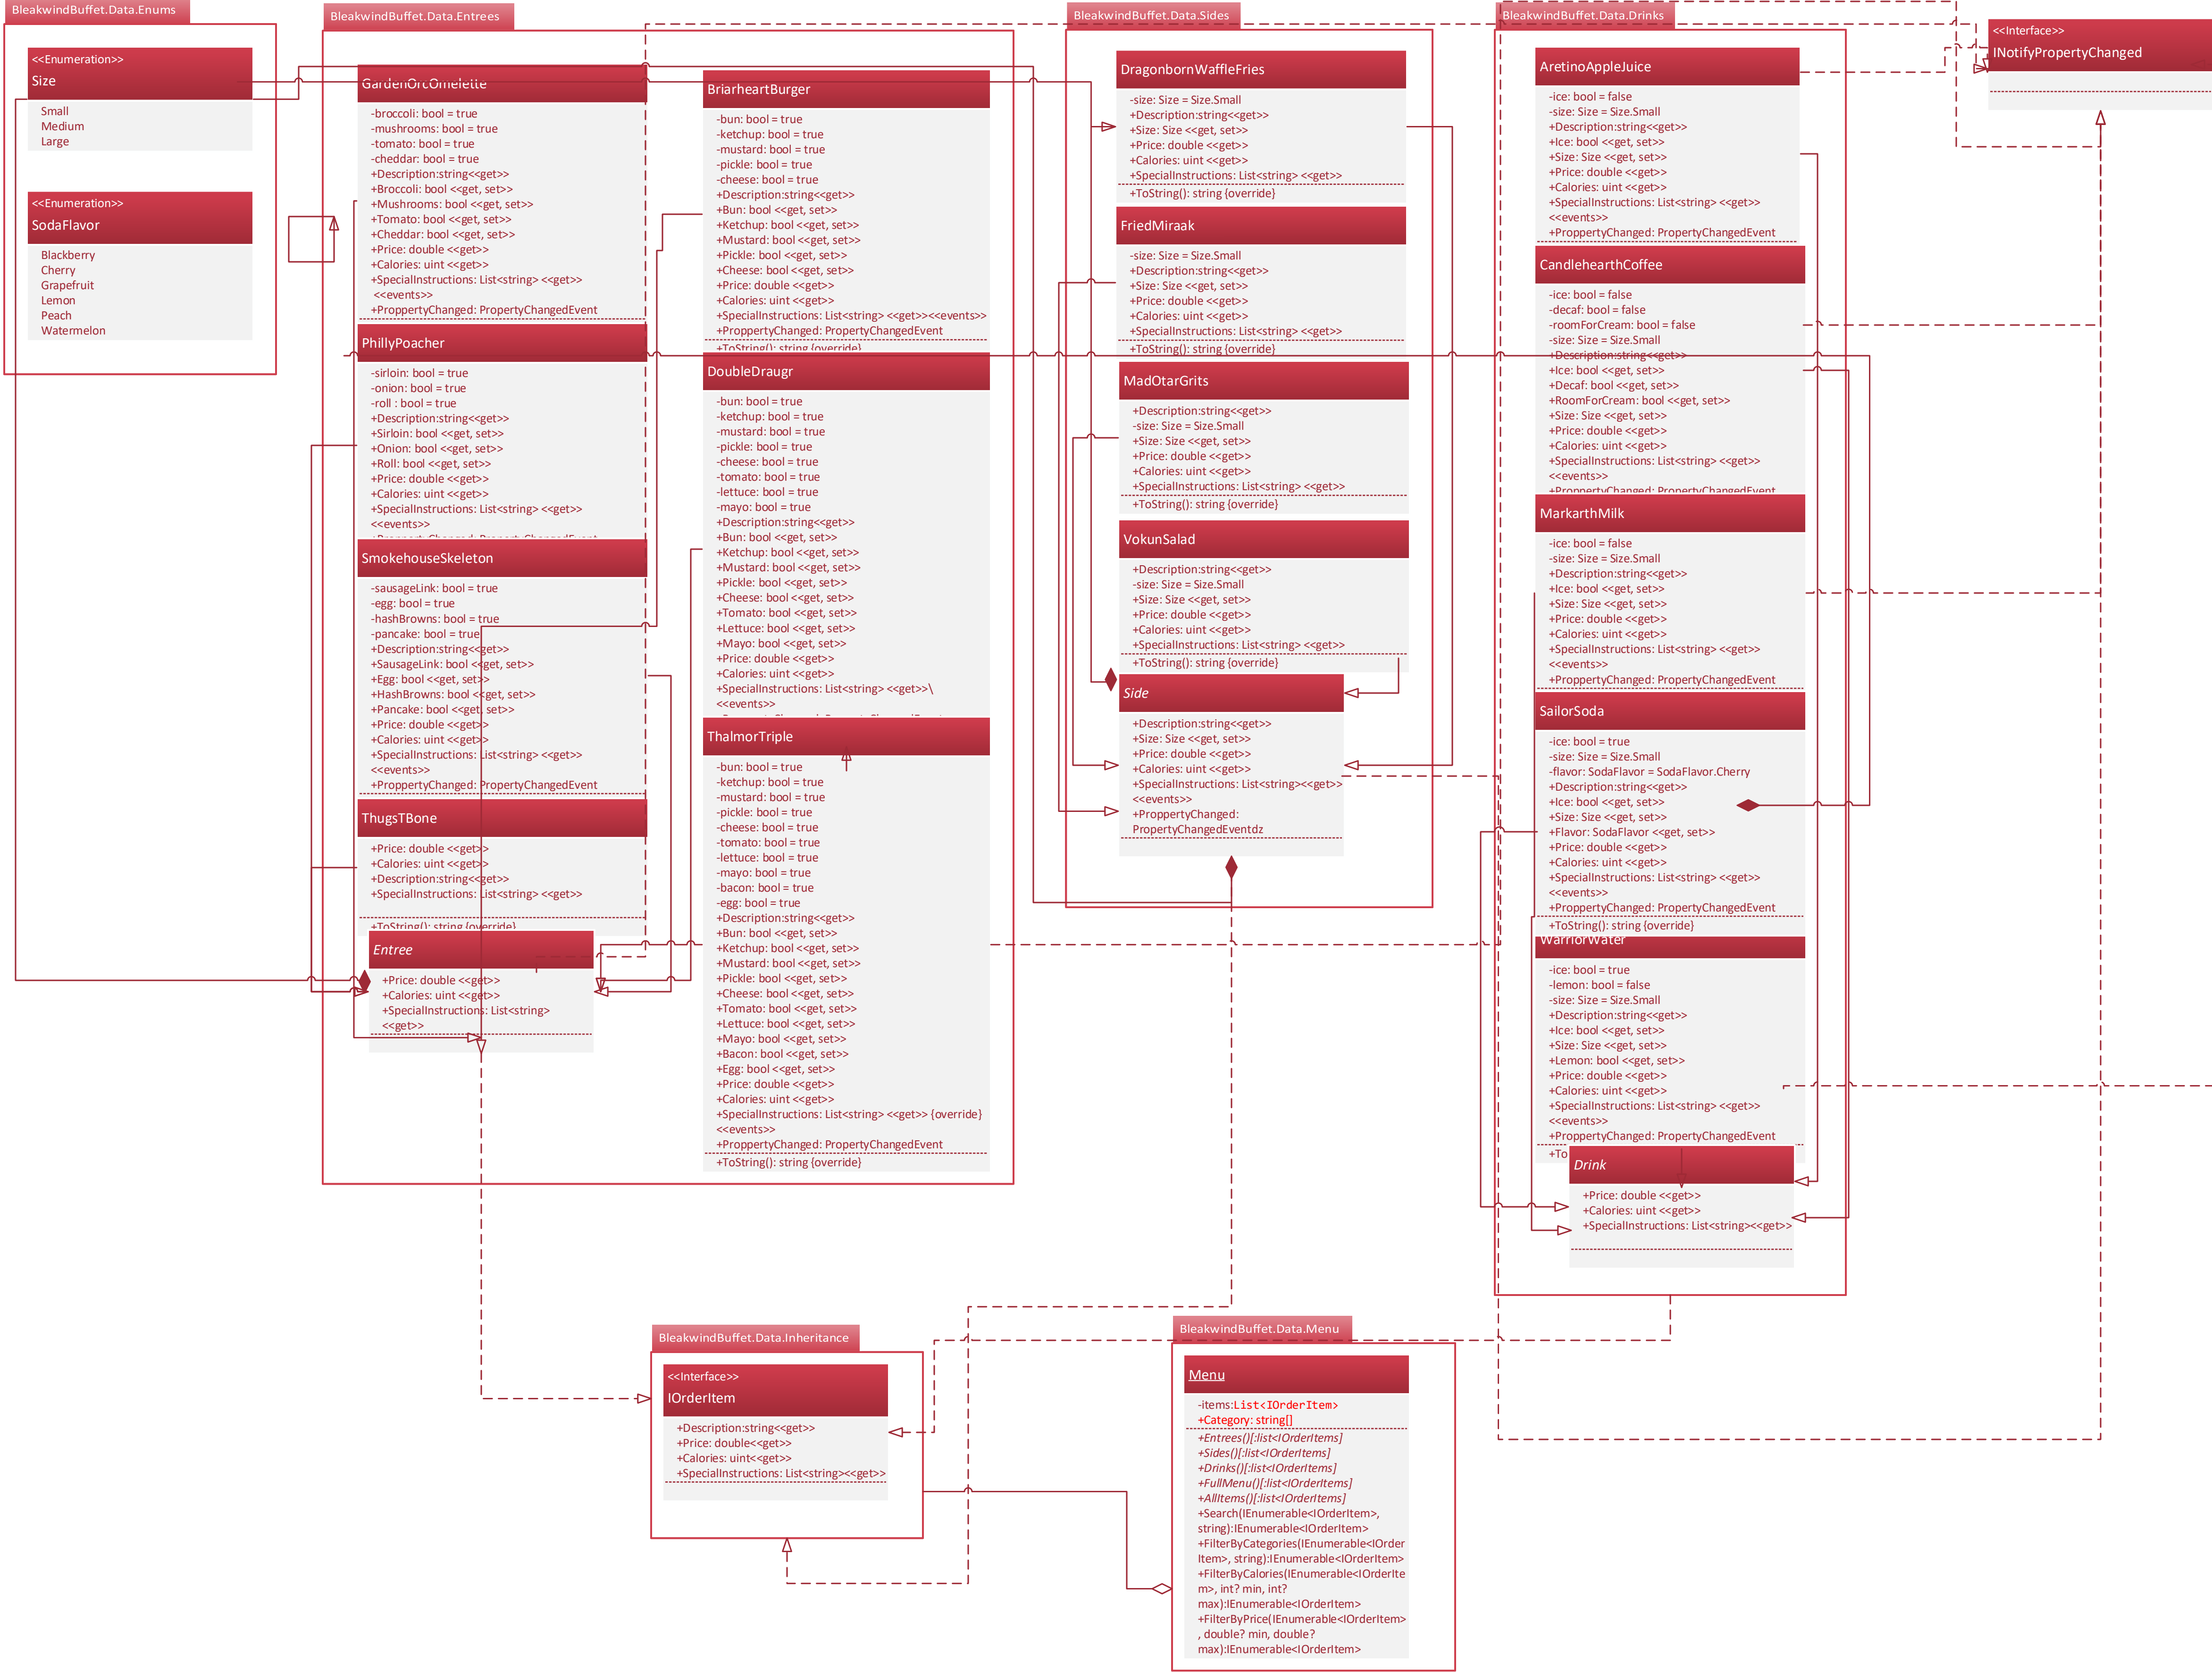 BleakwindBuffet.Data.Enums
<<Enumeration>>
Size
Small
Medium
Large
<<Enumeration>>
SodaFlavor
Blackberry
Cherry
Grapefruit
Lemon
Peach
Watermelon
BleakwindBuffet.Data.Entrees
GardenOrcOmelette
-broccoli: bool = true
-mushrooms: bool = true
-tomato: bool = true
-cheddar: bool = true
+Description:string<<get>>
+Broccoli: bool <<get, set>>
+Mushrooms: bool <<get, set>>
+Tomato: bool <<get, set>>
+Cheddar: bool <<get, set>>
+Price: double <<get>>
+Calories: uint <<get>>
+SpecialInstructions: List<string> <<get>>
<<events>>
+ProppertyChanged: PropertyChangedEvent
PhillyPoacher
-sirloin: bool = true
-onion: bool = true
-roll : bool = true
+Description:string<<get>>
+Sirloin: bool <<get, set>>
+Onion: bool <<get, set>>
+Roll: bool <<get, set>>
+Price: double <<get>>
+Calories: uint <<get>>
+SpecialInstructions: List<string> <<get>>
<<events>>
+ProppertyChanged: PropertyChangedEvent
SmokehouseSkeleton
-sausageLink: bool = true
-egg: bool = true
-hashBrowns: bool = true
-pancake: bool = true
+Description:string<<get>>
+SausageLink: bool <<get, set>>
+Egg: bool <<get, set>>
+HashBrowns: bool <<get, set>>
+Pancake: bool <<get, set>>
+Price: double <<get>>
+Calories: uint <<get>>
+SpecialInstructions: List<string> <<get>>
<<events>>
+ProppertyChanged: PropertyChangedEvent
ThugsTBone
+Price: double <<get>>
+Calories: uint <<get>>
+Description:string<<get>>
+SpecialInstructions: List<string> <<get>>
+ToString(): string {override}
Entree
+Price: double <<get>>
+Calories: uint <<get>>
+SpecialInstructions: List<string>
<<get>>
BriarheartBurger
-bun: bool = true
-ketchup: bool = true
-mustard: bool = true
-pickle: bool = true
-cheese: bool = true
+Description:string<<get>>
+Bun: bool <<get, set>>
+Ketchup: bool <<get, set>>
+Mustard: bool <<get, set>>
+Pickle: bool <<get, set>>
+Cheese: bool <<get, set>>
+Price: double <<get>>
+Calories: uint <<get>>
+SpecialInstructions: List<string> <<get>><<events>>
+ProppertyChanged: PropertyChangedEvent
+ToString(): string {override}
DoubleDraugr
-bun: bool = true
-ketchup: bool = true
-mustard: bool = true
-pickle: bool = true
-cheese: bool = true
-tomato: bool = true
-lettuce: bool = true
-mayo: bool = true
+Description:string<<get>>
+Bun: bool <<get, set>>
+Ketchup: bool <<get, set>>
+Mustard: bool <<get, set>>
+Pickle: bool <<get, set>>
+Cheese: bool <<get, set>>
+Tomato: bool <<get, set>>
+Lettuce: bool <<get, set>>
+Mayo: bool <<get, set>>
+Price: double <<get>>
+Calories: uint <<get>>
+SpecialInstructions: List<string> <<get>>\
<<events>>
ThalmorTriple
-bun: bool = true
-ketchup: bool = true
-mustard: bool = true
-pickle: bool = true
-cheese: bool = true
-tomato: bool = true
-lettuce: bool = true
-mayo: bool = true
-bacon: bool = true
-egg: bool = true
+Description:string<<get>>
+Bun: bool <<get, set>>
+Ketchup: bool <<get, set>>
+Mustard: bool <<get, set>>
+Pickle: bool <<get, set>>
+Cheese: bool <<get, set>>
+Tomato: bool <<get, set>>
+Lettuce: bool <<get, set>>
+Mayo: bool <<get, set>>
+Bacon: bool <<get, set>>
+Egg: bool <<get, set>>
+Price: double <<get>>
+Calories: uint <<get>>
+SpecialInstructions: List<string> <<get>> {override}
<<events>>
+ProppertyChanged: PropertyChangedEvent
+ToString(): string {override}
BleakwindBuffet.Data.Sides
DragonbornWaffleFries
-size: Size = Size.Small
+Description:string<<get>>
+Size: Size <<get, set>>
+Price: double <<get>>
+Calories: uint <<get>>
+SpecialInstructions: List<string> <<get>>
+ToString(): string {override}
FriedMiraak
-size: Size = Size.Small
+Description:string<<get>>
+Size: Size <<get, set>>
+Price: double <<get>>
+Calories: uint <<get>>
+SpecialInstructions: List<string> <<get>>
+ToString(): string {override}
MadOtarGrits
+Description:string<<get>>
-size: Size = Size.Small
+Size: Size <<get, set>>
+Price: double <<get>>
+Calories: uint <<get>>
+SpecialInstructions: List<string> <<get>>
+ToString(): string {override}
VokunSalad
+Description:string<<get>>
-size: Size = Size.Small
+Size: Size <<get, set>>
+Price: double <<get>>
+Calories: uint <<get>>
+SpecialInstructions: List<string> <<get>>
+ToString(): string {override}
Side
+Description:string<<get>>
+Size: Size <<get, set>>
+Price: double <<get>>
+Calories: uint <<get>>
+SpecialInstructions: List<string><<get>>
<<events>>
+ProppertyChanged:
PropertyChangedEventdz
BleakwindBuffet.Data.Drinks
AretinoAppleJuice
-ice: bool = false
-size: Size = Size.Small
+Description:string<<get>>
+Ice: bool <<get, set>>
+Size: Size <<get, set>>
+Price: double <<get>>
+Calories: uint <<get>>
+SpecialInstructions: List<string> <<get>>
<<events>>
+ProppertyChanged: PropertyChangedEvent
CandlehearthCoffee
-ice: bool = false
-decaf: bool = false
-roomForCream: bool = false
-size: Size = Size.Small
+Description:string<<get>>
+Ice: bool <<get, set>>
+Decaf: bool <<get, set>>
+RoomForCream: bool <<get, set>>
+Size: Size <<get, set>>
+Price: double <<get>>
+Calories: uint <<get>>
+SpecialInstructions: List<string> <<get>>
<<events>>
+ProppertyChanged: PropertyChangedEvent
MarkarthMilk
-ice: bool = false
-size: Size = Size.Small
+Description:string<<get>>
+Ice: bool <<get, set>>
+Size: Size <<get, set>>
+Price: double <<get>>
+Calories: uint <<get>>
+SpecialInstructions: List<string> <<get>>
<<events>>
+ProppertyChanged: PropertyChangedEvent
SailorSoda
-ice: bool = true
-size: Size = Size.Small
-flavor: SodaFlavor = SodaFlavor.Cherry
+Description:string<<get>>
+Ice: bool <<get, set>>
+Size: Size <<get, set>>
+Flavor: SodaFlavor <<get, set>>
+Price: double <<get>>
+Calories: uint <<get>>
+SpecialInstructions: List<string> <<get>>
<<events>>
+ProppertyChanged: PropertyChangedEvent
+ToString(): string {override}
WarriorWater
-ice: bool = true
-lemon: bool = false
-size: Size = Size.Small
+Description:string<<get>>
+Ice: bool <<get, set>>
+Size: Size <<get, set>>
+Lemon: bool <<get, set>>
+Price: double <<get>>
+Calories: uint <<get>>
+SpecialInstructions: List<string> <<get>>
<<events>>
+ProppertyChanged: PropertyChangedEvent
+To
Drink
+Price: double <<get>>
+Calories: uint <<get>>
+SpecialInstructions: List<string><<get>>
<<Interface>>
INotifyPropertyChanged
BleakwindBuffet.Data.Inheritance
<<Interface>>
IOrderItem
+Description:string<<get>>
+Price: double<<get>>
+Calories: uint<<get>>
+SpecialInstructions: List<string><<get>>
BleakwindBuffet.Data.Menu
Menu
-items:List<IOrderItem>
+Category: string[]
+Entrees()[:list<IOrderItems]
+Sides()[:list<IOrderItems]
+Drinks()[:list<IOrderItems]
+FullMenu()[:list<IOrderItems]
+AllItems()[:list<IOrderItems]
+Search(IEnumerable<IOrderItem>,
string):IEnumerable<IOrderItem>
+FilterByCategories(IEnumerable<IOrder
Item>, string):IEnumerable<IOrderItem>
+FilterByCalories(IEnumerable<IOrderIte
m>, int? min, int?
max):IEnumerable<IOrderItem>
+FilterByPrice(IEnumerable<IOrderItem>
, double? min, double?
max):IEnumerable<IOrderItem>